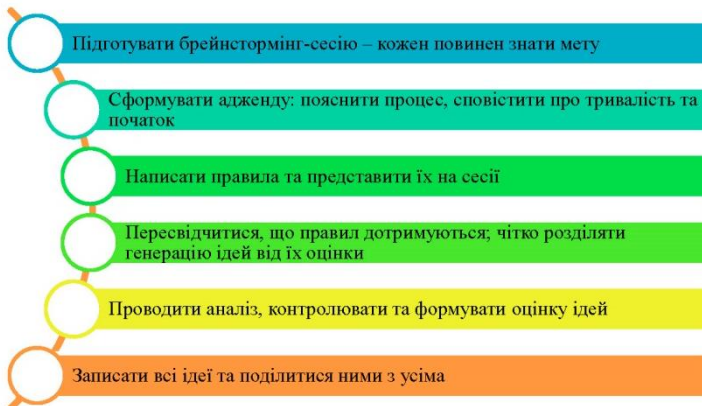 Підготувати брейнстормінг-сесію – кожен повинен знати мету
Сформувати адженду: пояснити процес, сповістити про тривалість та
початок
Написати правила та представити їх на сесії
Пересвідчитися, що правил дотримуються; чітко розділяти
генерацію ідей від їх оцінки
Проводити аналіз, контролювати та формувати оцінку ідей
Записати всі ідеї та поділитися ними з усіма